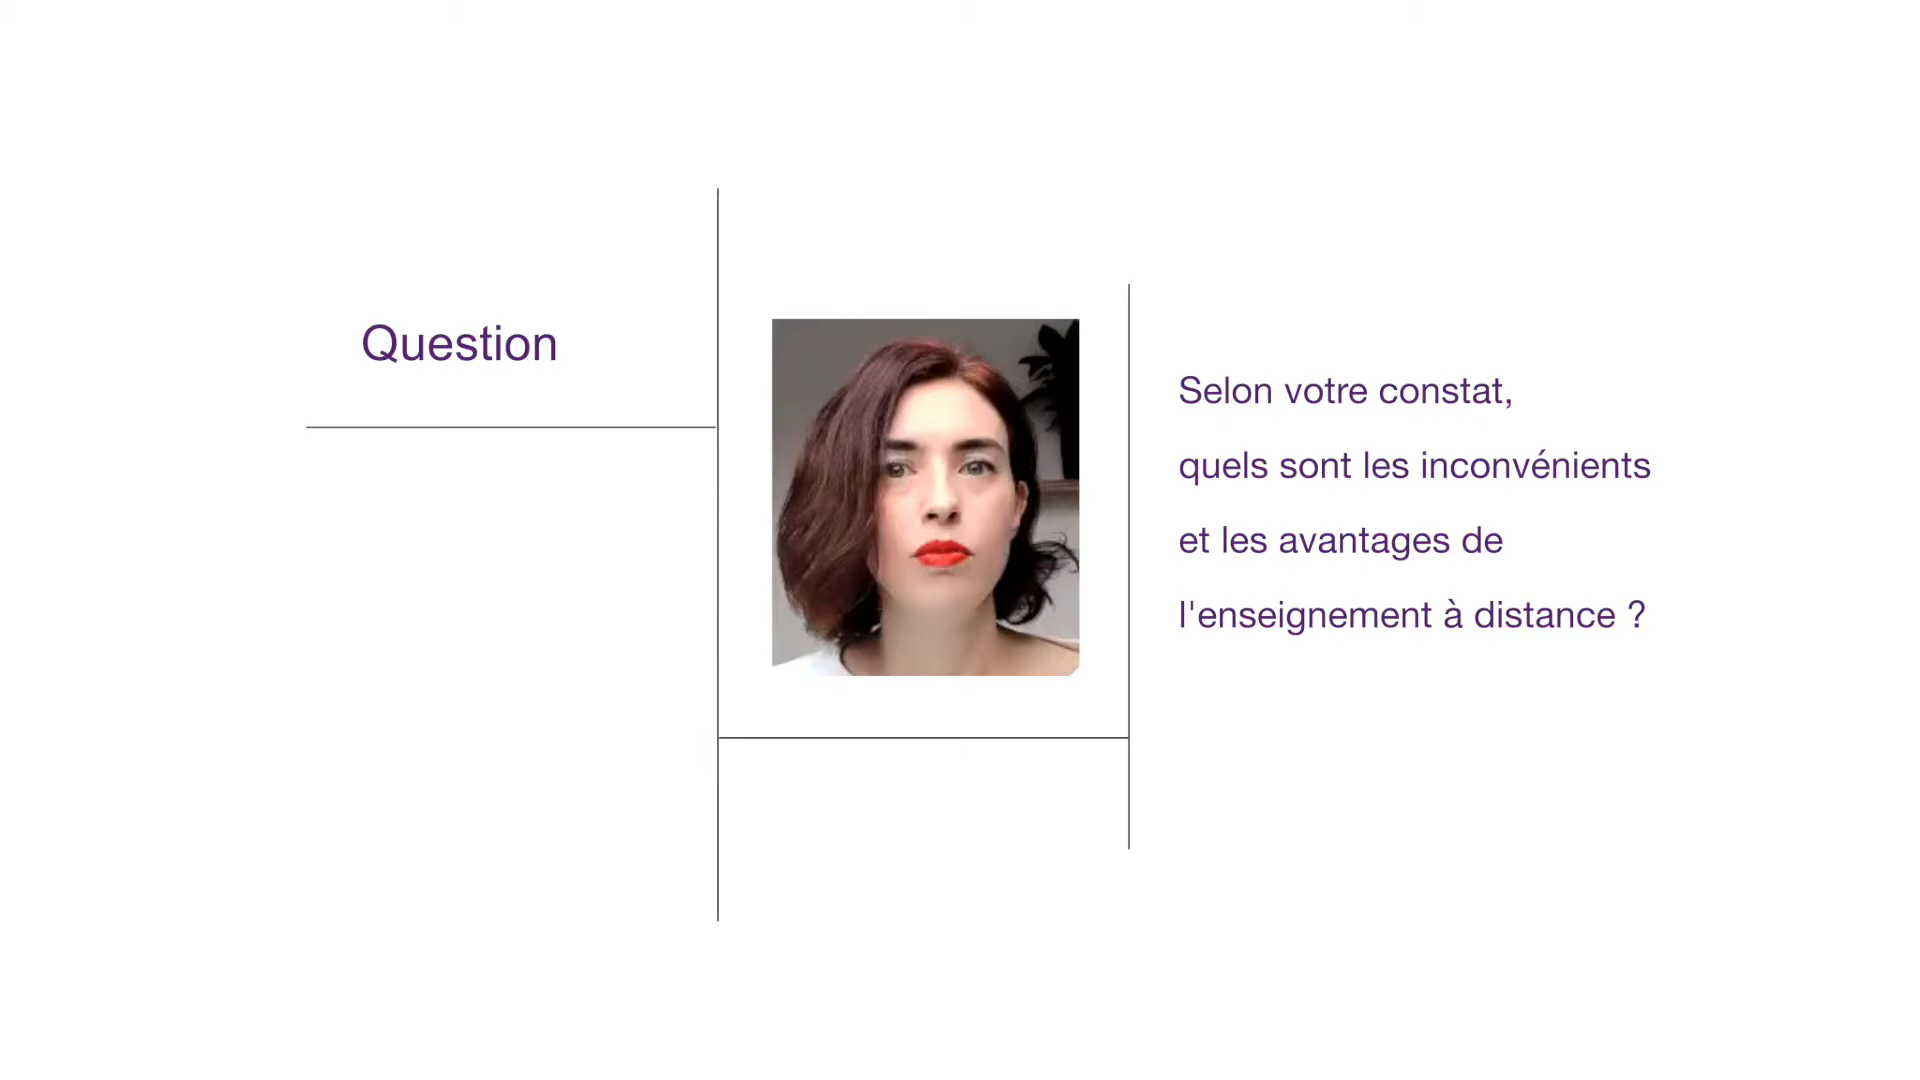 Question
Selon votre constat,
quels sont les inconvénients
et les avantages de
l'enseignement à distance ?